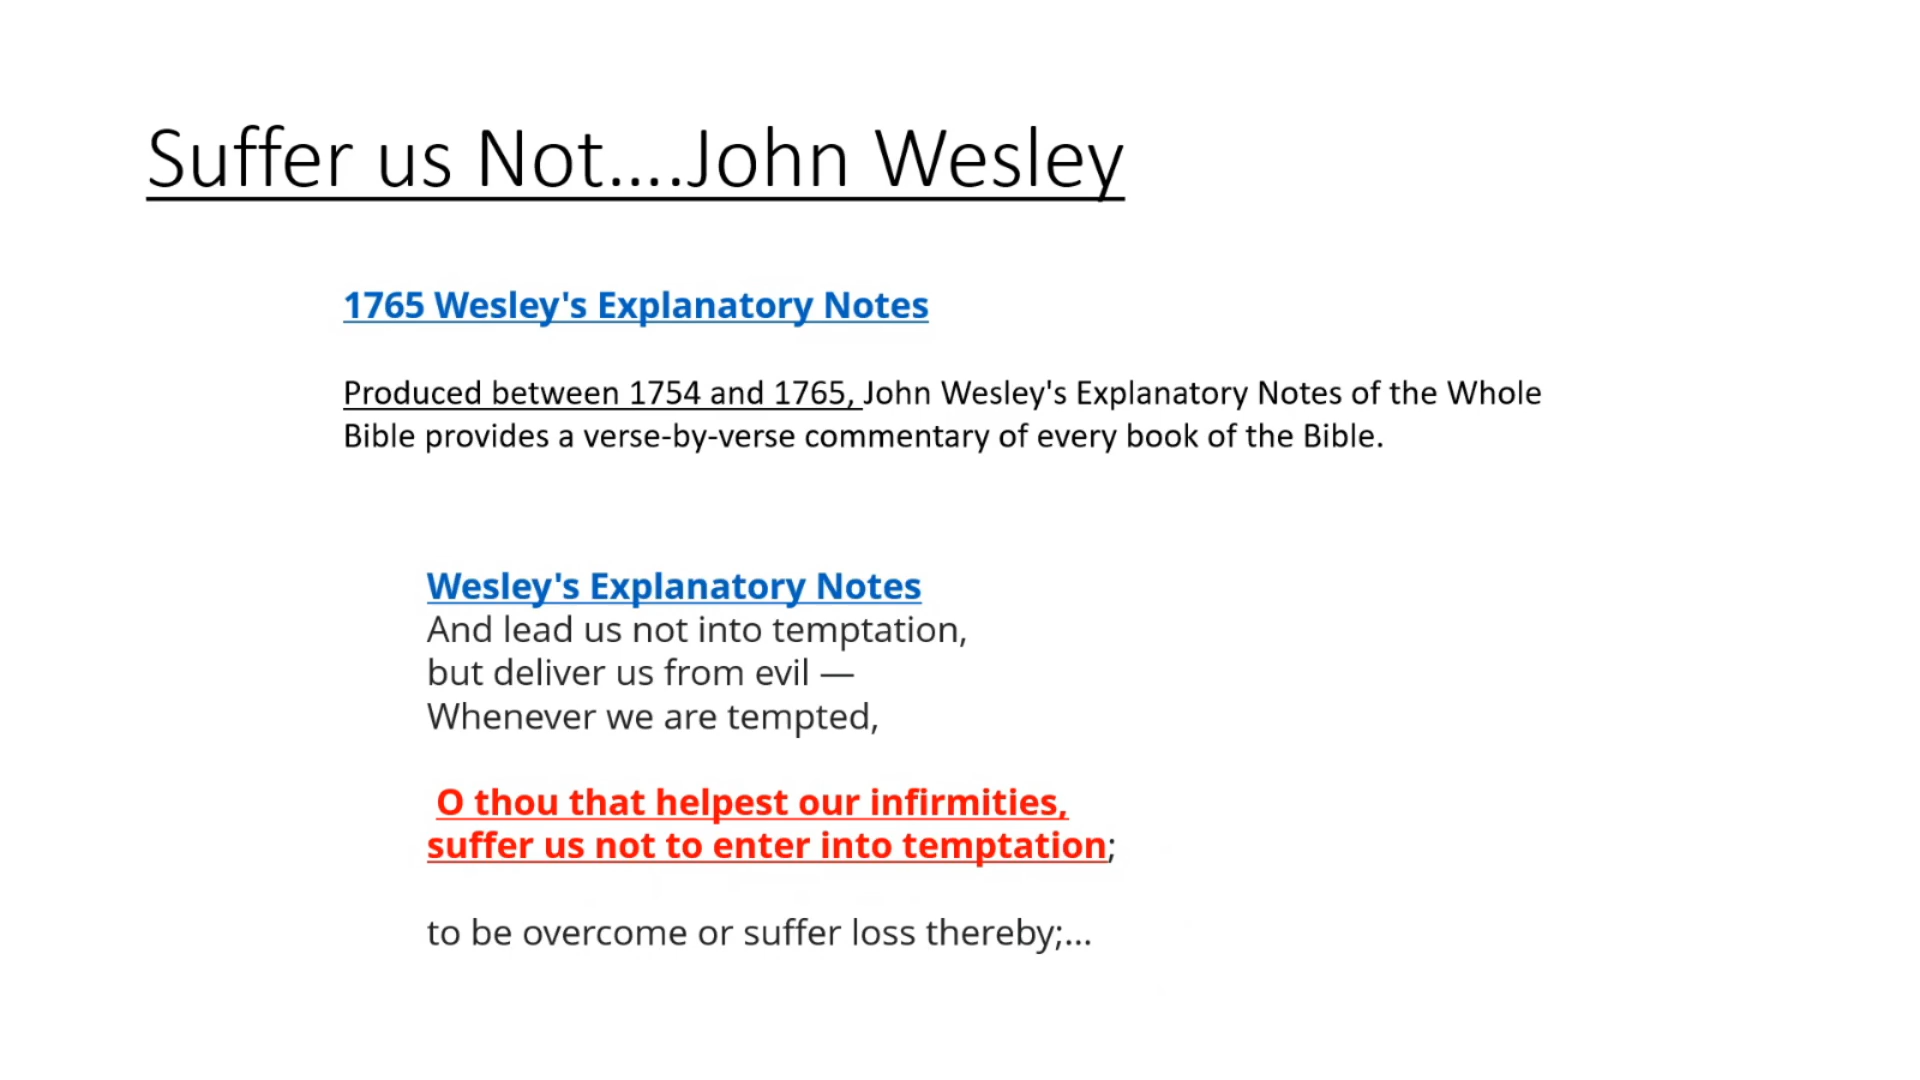 Suffer us Not....John Wesley
1765 Wesley's Explanatory Notes
Produced between 1754 and 1765, John Wesley's Explanatory Notes of the Whole
Bible provides a verse-by-verse commentary of every book of the Bible.
Wesley's Explanatory Notes
And lead us not into temptation,
but deliver us from evil —
Whenever we are tempted,
O thou that helpest our infirmities,
suffer us not to enter into temptation;
to be overcome or suffer loss thereby;...